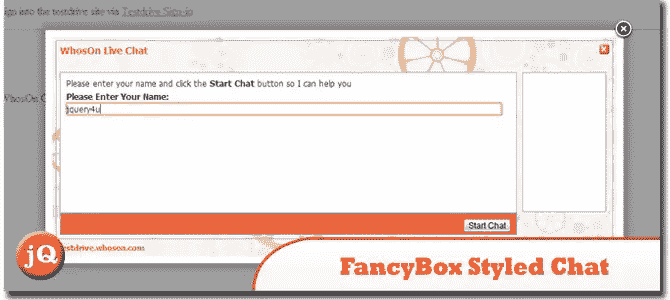 ign into the testdrive site via Testdrive Sign-in
WhosOn Live Chat
Please enter your name and click the Start Chat button so I can help you
Please Enter Your Name:
jquery4u
WhosOn C
Start Chat
testdrive.whoson.com
jQ
FancyBox Styled Chat